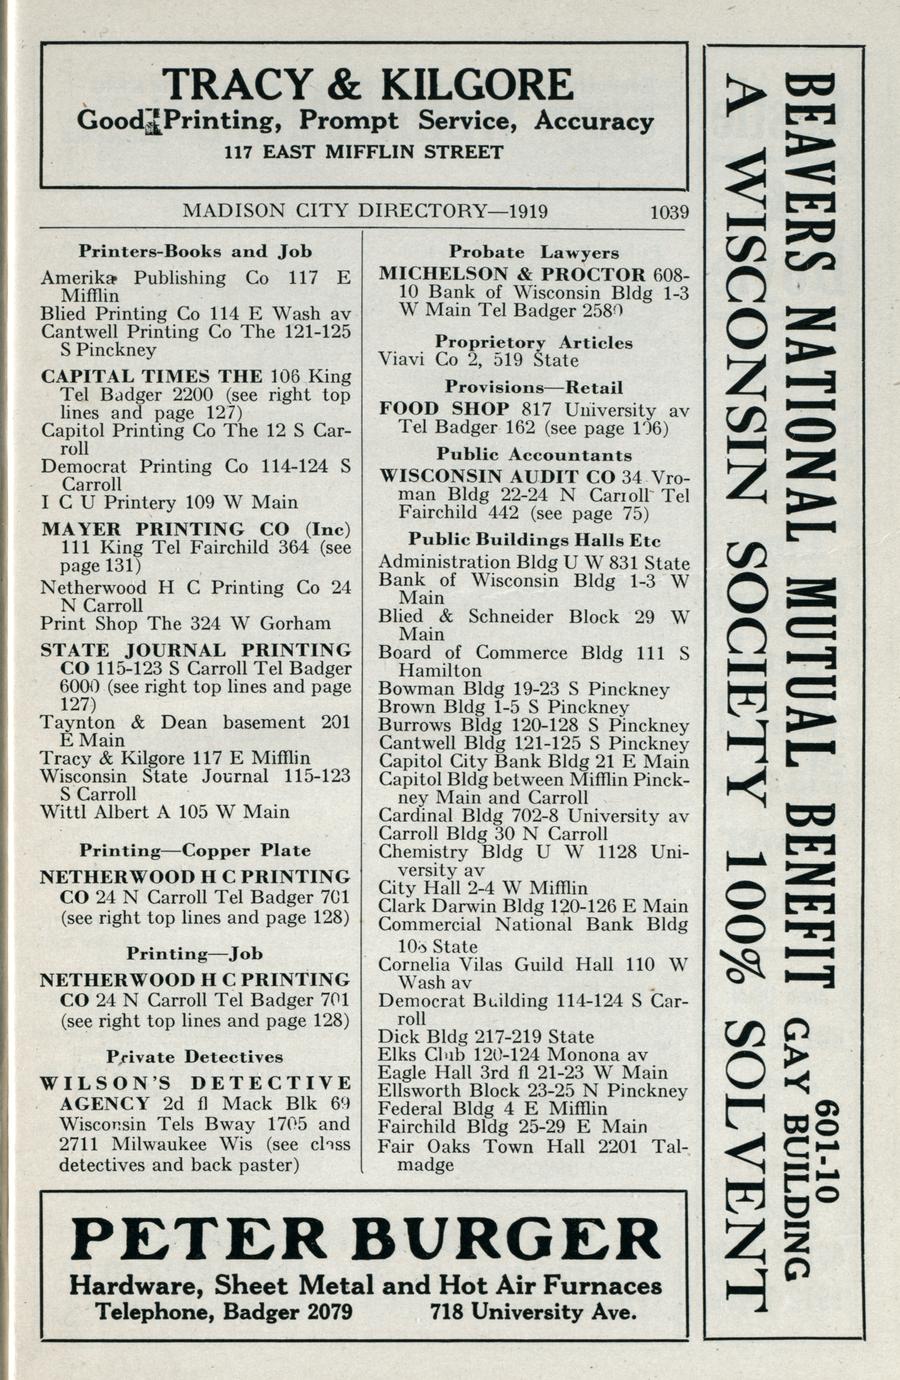 TRACY & KILGORE
Good Printing, Prompt Service, Accuracy
117 EAST MIFFLIN STREET
MADISON CITY DIRECTORY—1919 1039
Printers-Books and Job
Amerika Publishing Co 117 E
Mifflin
Blied Printing Co 114 E Wash av
Cantwell Printing Co The 121-125
S Pinckney
CAPITAL TIMES THE 106 King
Tel Badger 2200 (see right top
lines and page 127)
Capitol Printing Co The 12 S Car-
roll
Democrat Printing Co 114-124 S
Carroll
I C U Printery 109 W Main
MAYER PRINTING CO (Inc)
111 King Tel Fairchild 364 (see
page 131)
Netherwood H C Printing Co 24
N Carroll
Print Shop The 324 W Gorham
STATE JOURNAL PRINTING
CO 115-123 S Carroll Tel Badger
6000 (see right top lines and page
127)
Taynton & Dean basement 201
E Main
Tracy & Kilgore 117 E Mifflin
Wisconsin State Journal 115-123
S Carroll
Wittl Albert A 105 W Main
Printing—Copper Plate
NETHERWOOD H C PRINTING
CO 24 N Carroll Tel Badger 701
(see right top lines and page 128)
Printing—Job
NETHERWOOD H C PRINTING
CO 24 N Carroll Tel Badger 701
(see right top lines and page 128)
Private Detectives
WILSON'S DETECTIVE
AGENCY 2d fl Mack Blk 69
Wisconsin Tels Bway 1705 and
2711 Milwaukee Wis (see class
detectives and back paster)
Probate Lawyers
MICHELSON & PROCTOR 608-
10 Bank of Wisconsin Bldg 1-3
W Main Tel Badger 2580
Proprietory Articles
Viavi Co 2, 519 State
Provisions—Retail
FOOD SHOP 817 University av
Tel Badger 162 (see page 106)
Public Accountants
WISCONSIN AUDIT CO 34 Vro-
man Bldg 22-24 N Carroll Tel
Fairchild 442 (see page 75)
Public Buildings Halls Etc
Administration Bldg U W 831 State
Bank of Wisconsin Bldg 1-3 W
Main
Blied & Schneider Block 29 W
Main
Board of Commerce Bldg 111 S
Hamilton
Bowman Bldg 19-23 S Pinckney
Brown Bldg 1-5 S Pinckney
Burrows Bldg 120-128 S Pinckney
Cantwell Bldg 121-125 S Pinckney
Capitol City Bank Bldg 21 E Main
Capitol Bldg between Mifflin Pinck-
ney Main and Carroll
Cardinal Bldg 702-8 University av
Carroll Bldg 30 N Carroll
Chemistry Bldg U W 1128 Uni-
versity av
City Hall 2-4 W Mifflin
Clark Darwin Bldg 120-126 E Main
Commercial National Bank Bldg
State
Cornelia Vilas Guild Hall 110 W
Wash av
Democrat Building 114-124 S Car-
roll
Dick Bldg 217-219 State
Elks Club 120-124 Monona av
Eagle Hall 3rd fl 21-23 W Main
Ellsworth Block 23-25 N Pinckney
Federal Bldg 4 E Mifflin
Fairchild Bldg 25-29 E Main
Fair Oaks Town Hall 2201 Tal-
madge
PETER BURGER
Hardware, Sheet Metal and Hot Air Furnaces
Telephone, Badger 2079 718 University Ave.
BEAVERS NATIONAL MUTUAL BENEFIT 601-10 GAY BUILDING
A WISCONSIN SOCIETY 100% SOLVENT